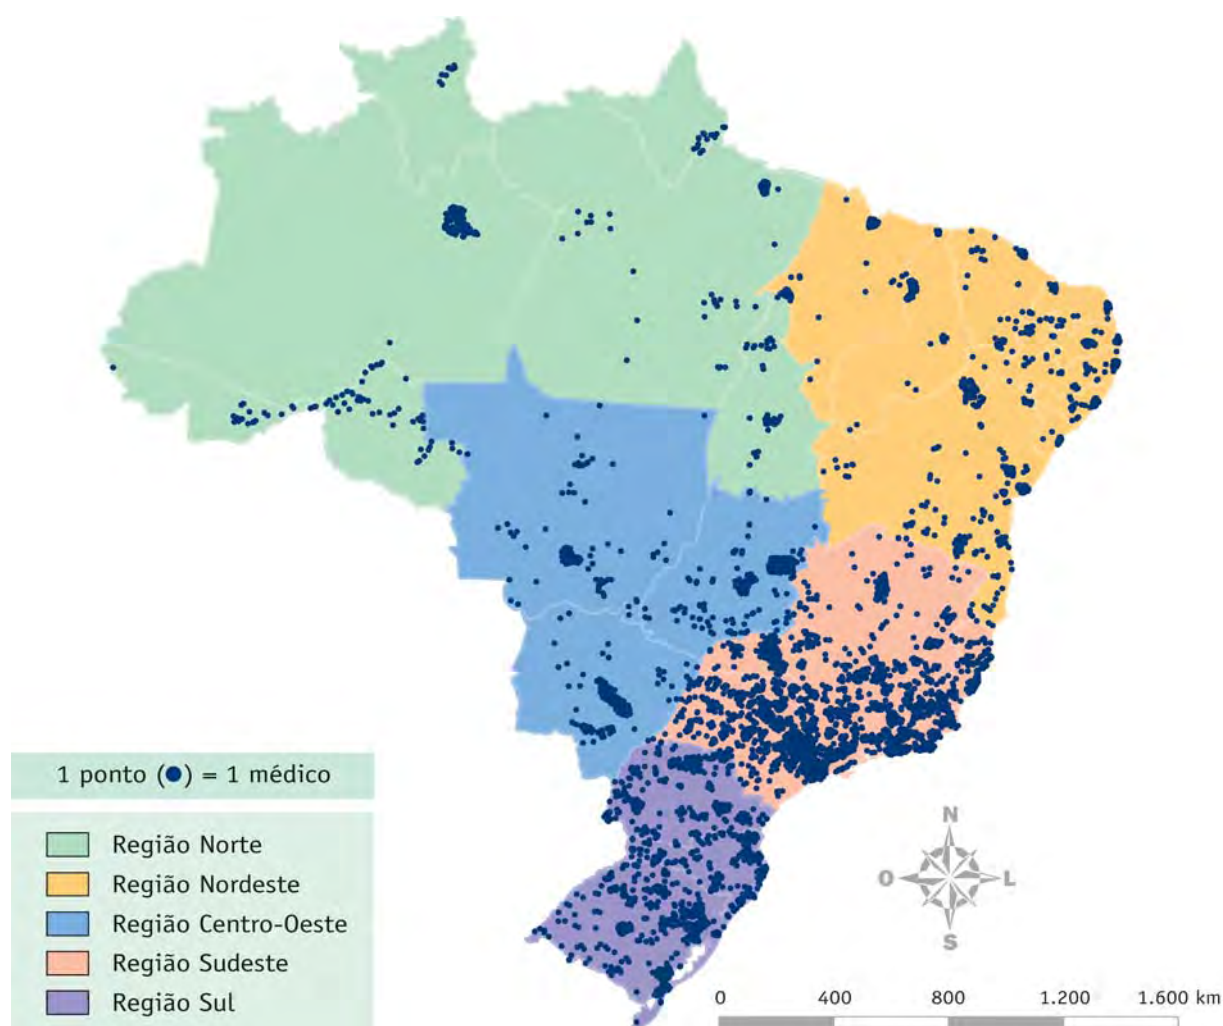 1 ponto (●) = 1 médico
Região Norte
Região Nordeste
Região Centro-Oeste
Região Sudeste
Região Sul
N
O L
S
0 400 800 1.200 1.600 km